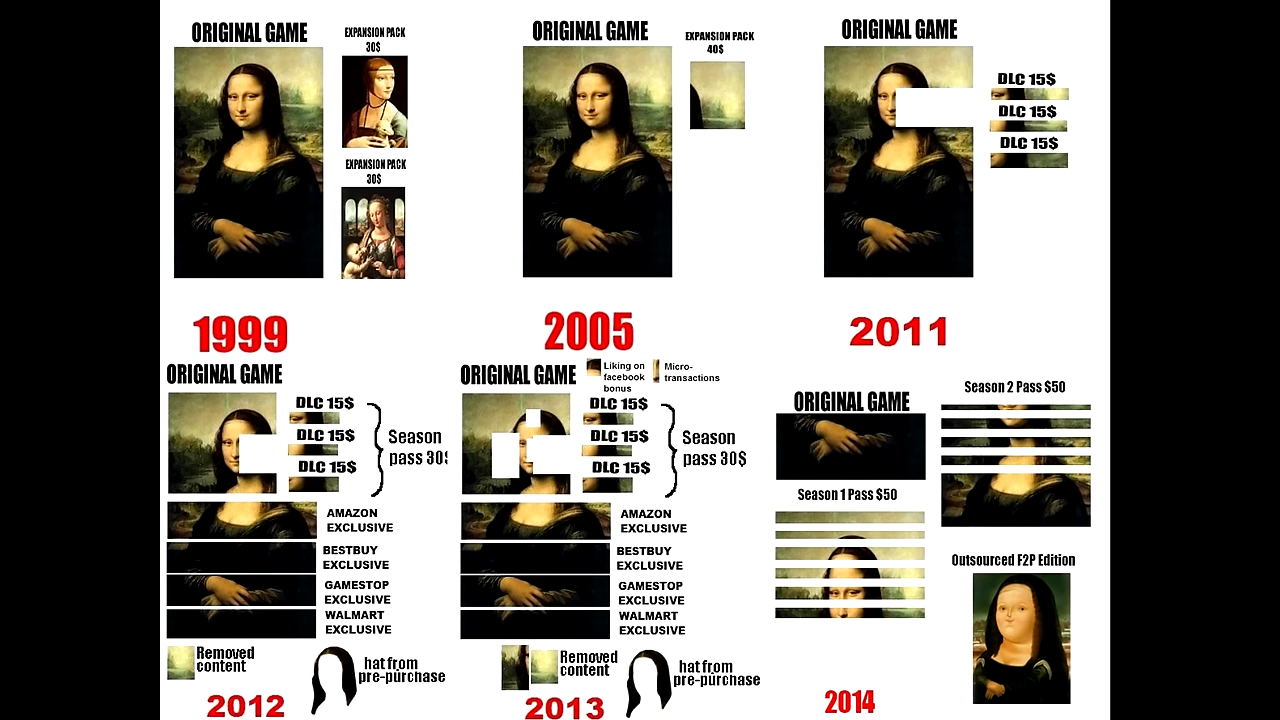 ORIGINAL GAME
EXPANSION PACK
30$
EXPANSION PACK
30$
1999
ORIGINAL GAME
EXPANSION PACK
40$
2005
ORIGINAL GAME
DLC 15$
DLC 15$
DLC 15$
2011
ORIGINAL GAME
DLC 15$
DLC 15$
DLC 15$
Season
pass 30$
AMAZON
EXCLUSIVE
BESTBUY
EXCLUSIVE
GAMESTOP
EXCLUSIVE
WALMART
EXCLUSIVE
Removed
content
hat from
pre-purchase
2012
ORIGINAL GAME
Liking on
facebook
bonus
Micro-
transactions
DLC 15$
DLC 15$
DLC 15$
Season
pass 30$
AMAZON
EXCLUSIVE
BESTBUY
EXCLUSIVE
GAMESTOP
EXCLUSIVE
WALMART
EXCLUSIVE
Removed
content
hat from
pre-purchase
2013
ORIGINAL GAME
Season 1 Pass $50
Season 2 Pass $50
Outsourced F2P Edition
2014